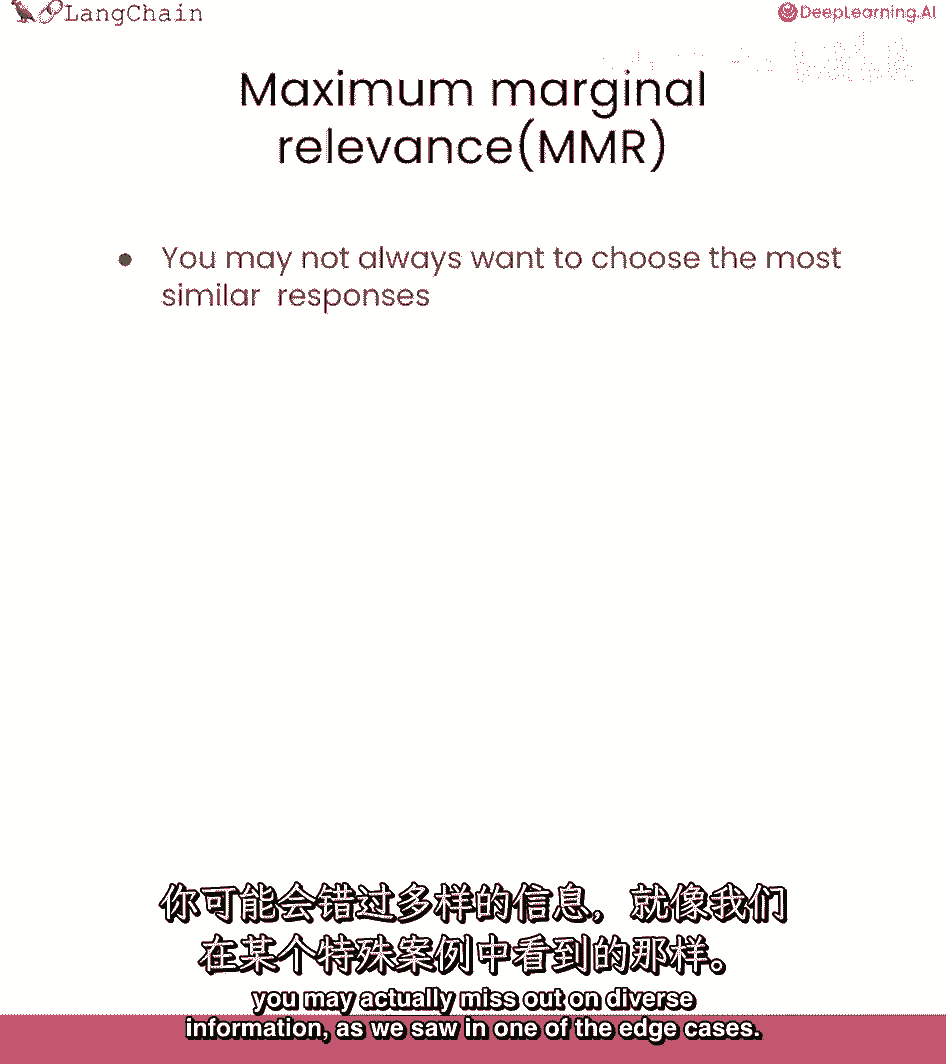 LangChain
DeepLearning.AI
Maximum marginal
relevance(MMR)
● You may not always want to choose the most
similar responses
你可能会错过多样的信息，就像我们
在某个特殊案例中看到的那样。
you may actually miss out on diverse
information, as we saw in one of the edge cases.